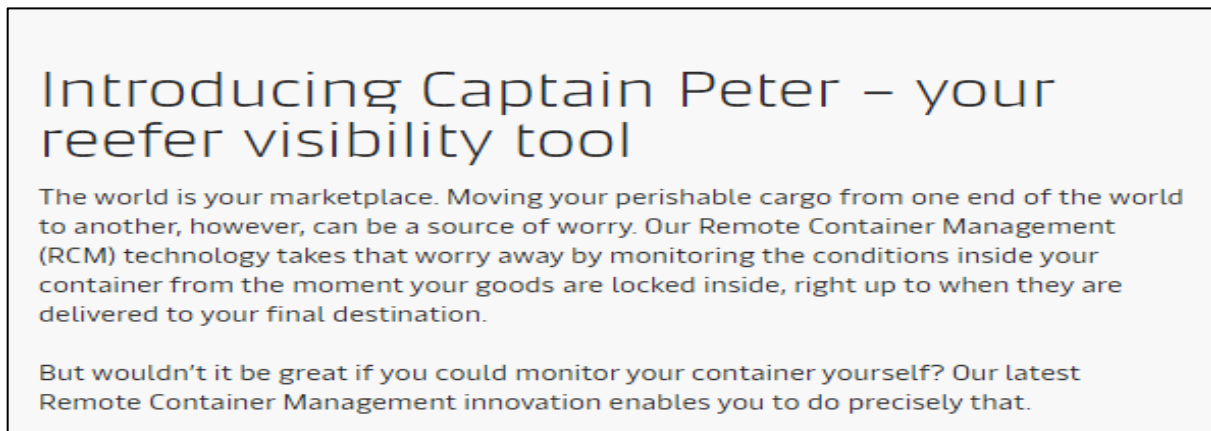 Introducing Captain Peter – your
reefer visibility tool
The world is your marketplace. Moving your perishable cargo from one end of the world
to another, however, can be a source of worry. Our Remote Container Management
(RCM) technology takes that worry away by monitoring the conditions inside your
container from the moment your goods are locked inside, right up to when they are
delivered to your final destination.
But wouldn’t it be great if you could monitor your container yourself? Our latest
Remote Container Management innovation enables you to do precisely that.